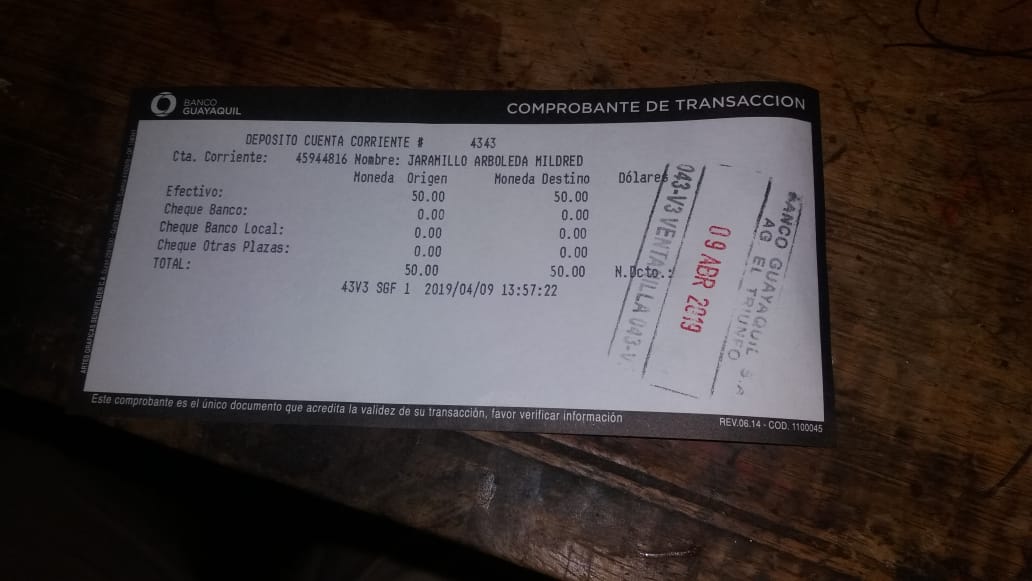 BANCO
GUAYAQUIL
COMPROBANTE DE TRANSACCION
DEPOSITO CUENTA CORRIENTE # 4343
Cta. Corriente: 45944816 Nombre: JARAMILLO ARBOLEDA MILDRED
Moneda Origen Moneda Destino Dólares
Efectivo: 50.00 50.00
Cheque Banco: 0.00 0.00
Cheque Banco Local: 0.00 0.00
Cheque Otras Plazas: 0.00 0.00
TOTAL: 50.00 50.00 N.Dcto.:
43V3 SGF 1 2019/04/09 13:57:22
043-V3 VENTANILLA 043-V
09 ABR 2019
BANCO GUAYAQUIL S.A
AG EL TRIUNFO
Este comprobante es el único documento que acredita la validez de su transacción, favor verificar información
REV.06.14 - COD. 1100045